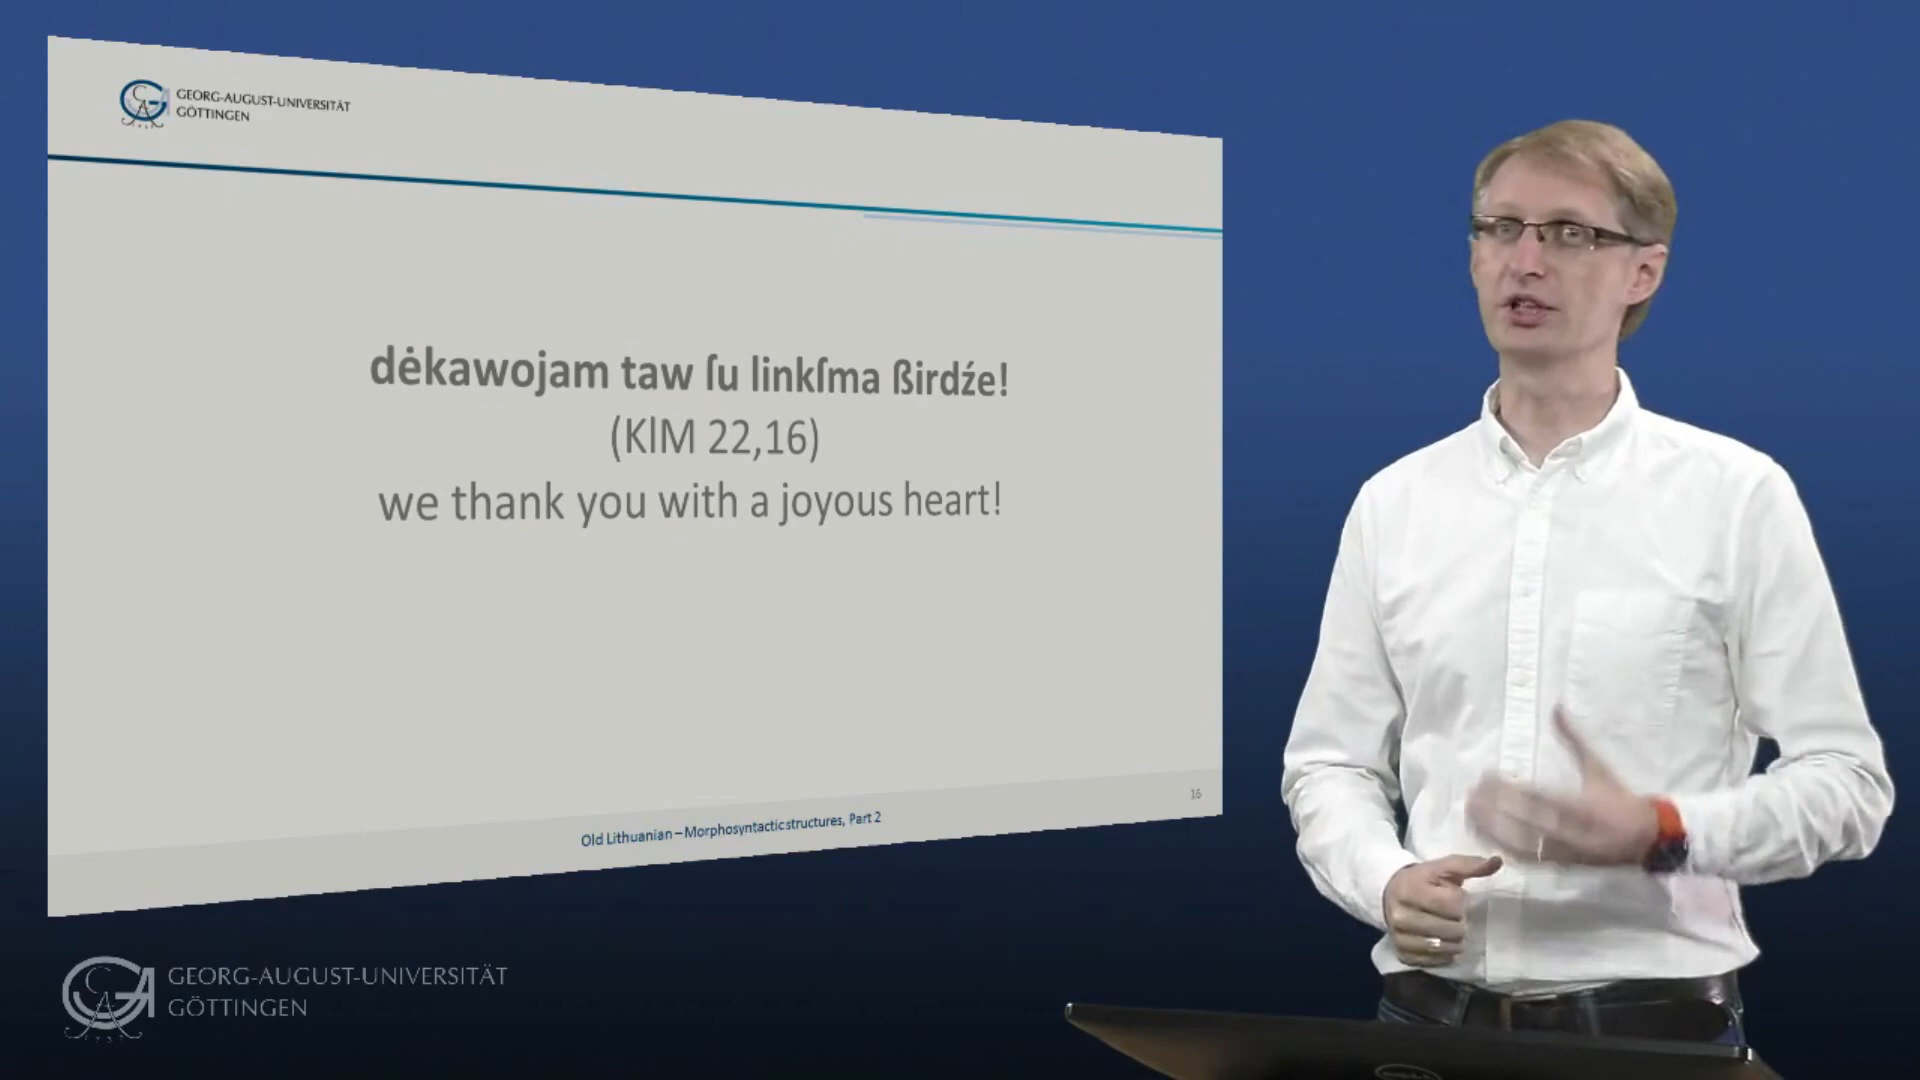 GEORG-AUGUST-UNIVERSITÄT
GÖTTINGEN
dėkawojam taw ſu linkſma ßirdźe!
(KlM 22,16)
we thank you with a joyous heart!
16
Old Lithuanian – Morphosyntactic structures, Part 2
GEORG-AUGUST-UNIVERSITÄT
GÖTTINGEN